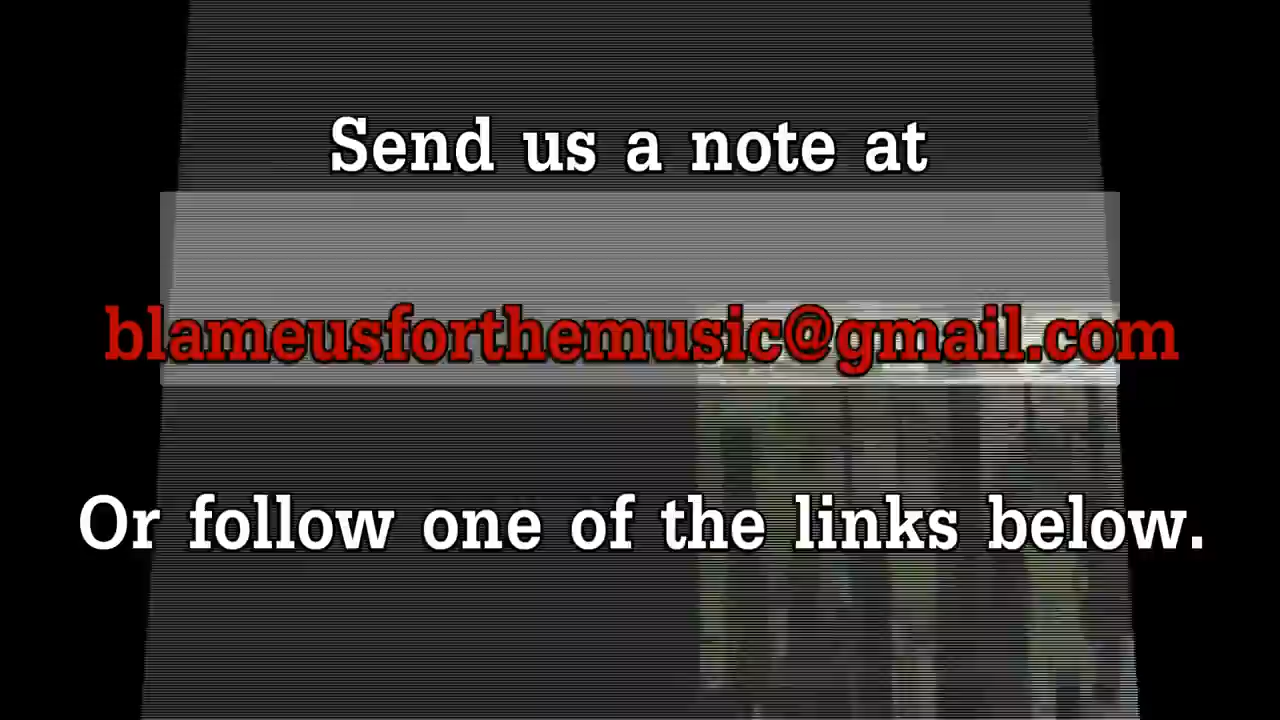 Send us a note at
blameusforthemusic@gmail.com
Or follow one of the links below.